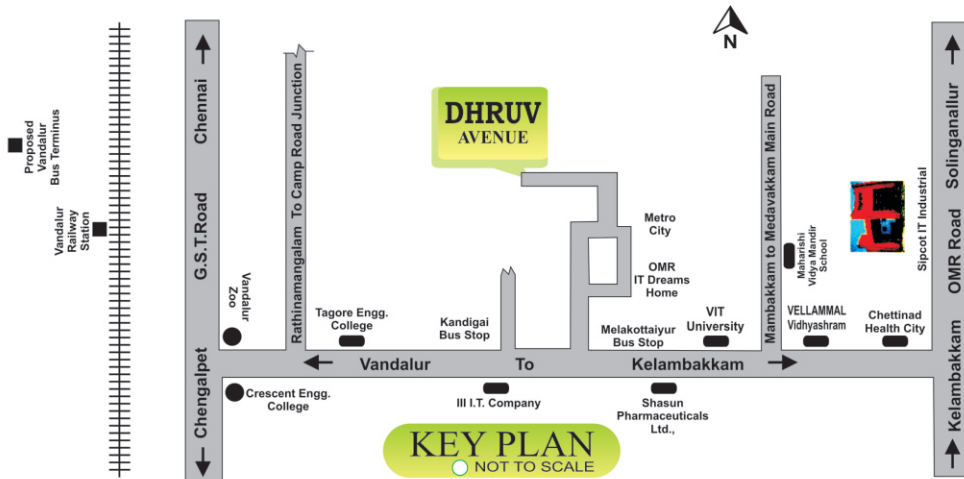 N
Proposed
Vandalur
Bus Terminus
Vandalur
Railway
Station
Chennai
G.S.T.Road
Chengalpet
Vandalur
Zoo
Crescent Engg.
College
Rathinamangalam To Camp Road Junction
Tagore Engg.
College
DHRUV
AVENUE
Kandigai
Bus Stop
Metro
City
OMR
IT Dreams
Home
Melakottaiyur
Bus Stop
VIT
University
Mambakkam to Medavakkam Main Road
Maharishi
Vidya Mandir
School
VELLAMMAL
Vidhyashram
Chettinad
Health City
Sipcot IT Industrial
Solinganallur
OMR Road
Kelambakkam
Vandalur To Kelambakkam
III I.T. Company
Shasun
Pharmaceuticals
Ltd.,
KEY PLAN
NOT TO SCALE